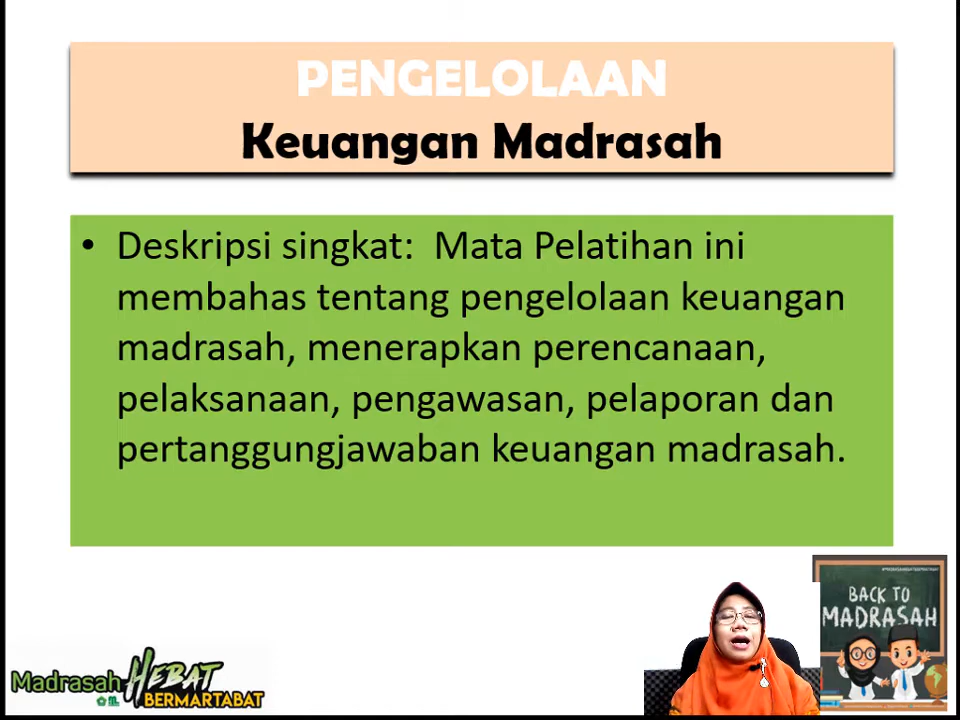 PENGELOLAAN
Keuangan Madrasah
• Deskripsi singkat: Mata Pelatihan ini
membahas tentang pengelolaan keuangan
madrasah, menerapkan perencanaan,
pelaksanaan, pengawasan, pelaporan dan
pertanggungjawaban keuangan madrasah.
BACK TO
MADRASAH
Madrasah HEBAT
BERMARTABAT